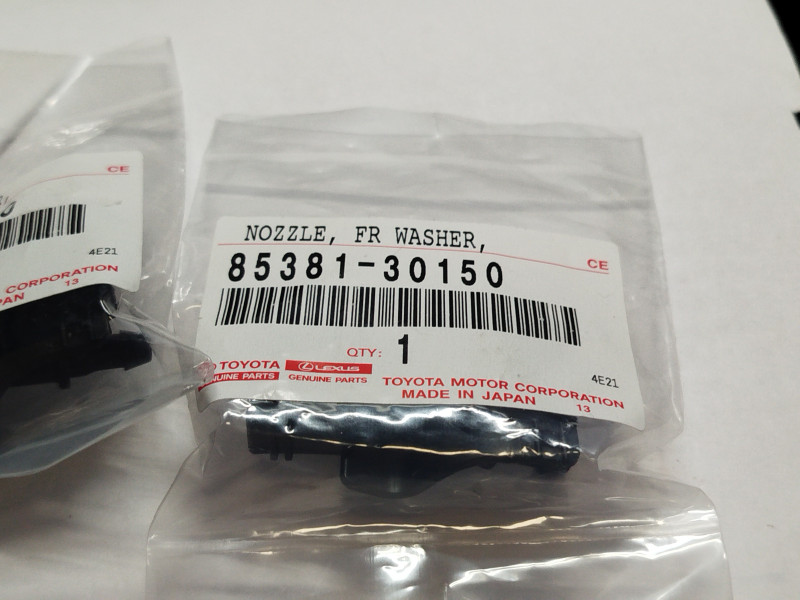 CE
4E21
CORPORATION
13
NOZZLE, FR WASHER,
CE
85381-30150
QTY: 1
TOYOTA LEXUS
GENUINE PARTS GENUINE PARTS
4E21
TOYOTA MOTOR CORPORATION
MADE IN JAPAN 13